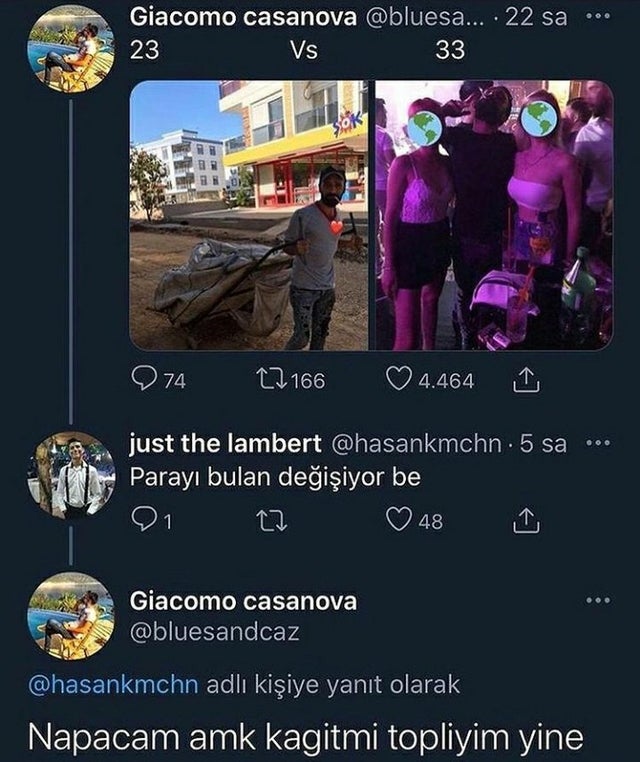 Giacomo casanova @bluesa... · 22 sa
23 Vs 33
ŞOK
74 166 4.464
just the lambert @hasankmchn · 5 sa
Parayı bulan değişiyor be
1 48
Giacomo casanova
@bluesandcaz
@hasankmchn adlı kişiye yanıt olarak
Napacam amk kagitmi topliyim yine